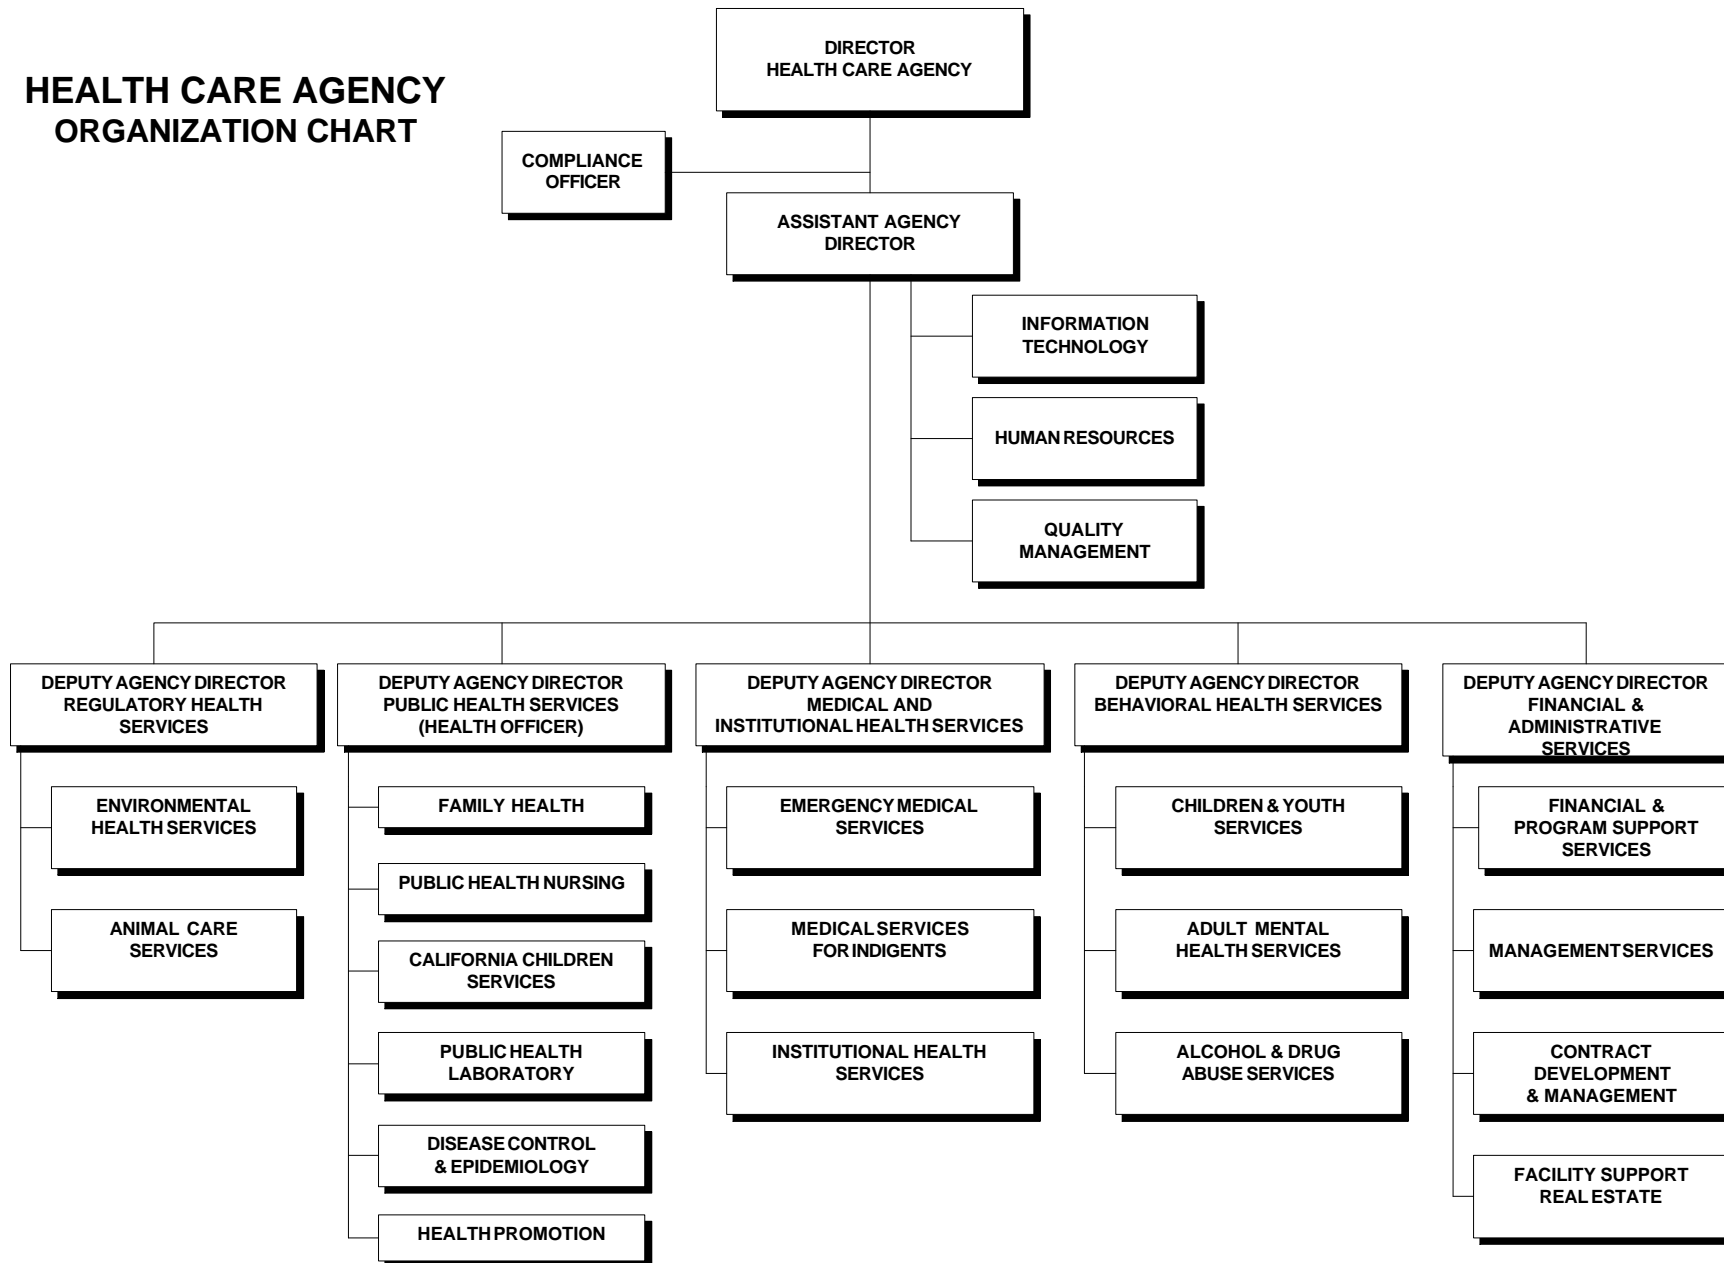 HEALTH CARE AGENCY
ORGANIZATION CHART
DIRECTOR
HEALTH CARE AGENCY
COMPLIANCE
OFFICER
ASSISTANT AGENCY
DIRECTOR
INFORMATION
TECHNOLOGY
HUMAN RESOURCES
QUALITY
MANAGEMENT
DEPUTY AGENCY DIRECTOR
REGULATORY HEALTH
SERVICES
ENVIRONMENTAL
HEALTH SERVICES
ANIMAL CARE
SERVICES
DEPUTY AGENCY DIRECTOR
PUBLIC HEALTH SERVICES
(HEALTH OFFICER)
FAMILY HEALTH
PUBLIC HEALTH NURSING
CALIFORNIA CHILDREN
SERVICES
PUBLIC HEALTH
LABORATORY
DISEASE CONTROL
& EPIDEMIOLOGY
HEALTH PROMOTION
DEPUTY AGENCY DIRECTOR
MEDICAL AND
INSTITUTIONAL HEALTH SERVICES
EMERGENCY MEDICAL
SERVICES
MEDICAL SERVICES
FOR INDIGENTS
INSTITUTIONAL HEALTH
SERVICES
DEPUTY AGENCY DIRECTOR
BEHAVIORAL HEALTH SERVICES
CHILDREN & YOUTH
SERVICES
ADULT MENTAL
HEALTH SERVICES
ALCOHOL & DRUG
ABUSE SERVICES
DEPUTY AGENCY DIRECTOR
FINANCIAL &
ADMINISTRATIVE
SERVICES
FINANCIAL &
PROGRAM SUPPORT
SERVICES
MANAGEMENT SERVICES
CONTRACT
DEVELOPMENT
& MANAGEMENT
FACILITY SUPPORT
REAL ESTATE